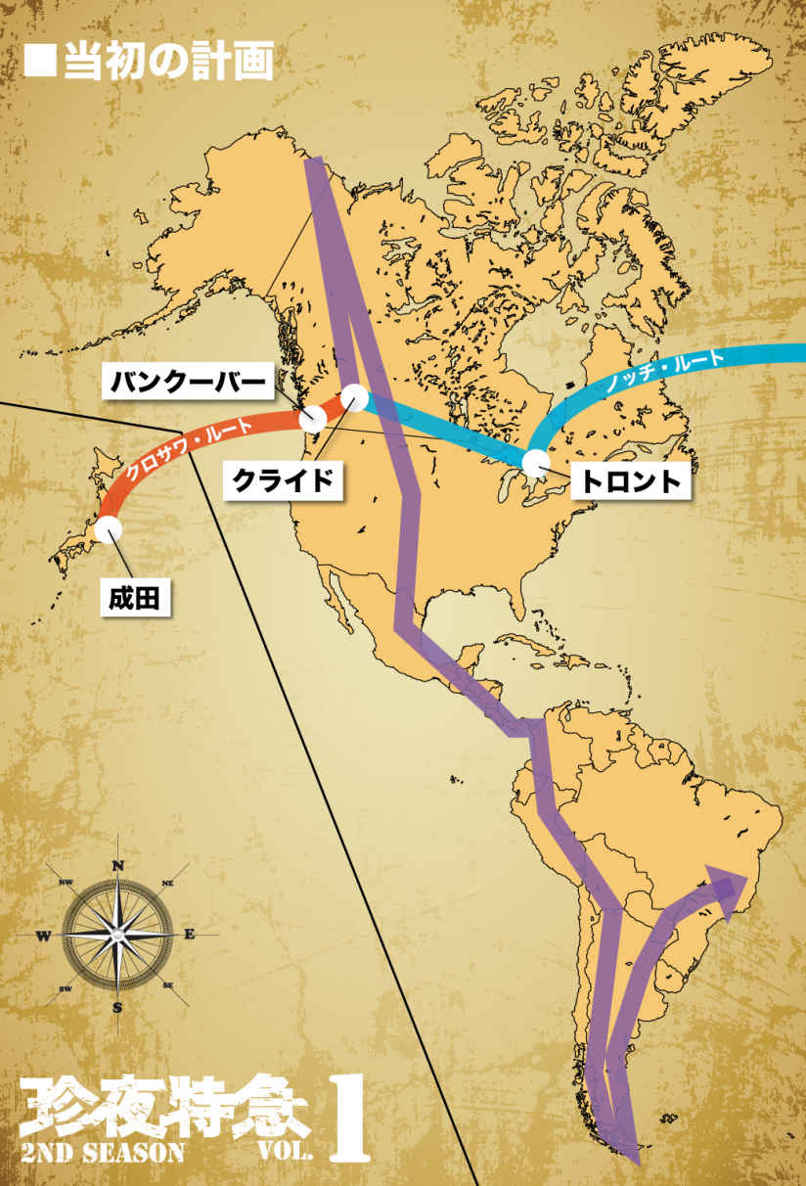 ■当初の計画
ノッチ・ルート
バンクーバー
クロサワ・ルート
クライド
トロント
成田
N
NW
NE
W
E
SW
SE
S
珍夜特急
2ND SEASON
VOL. 1